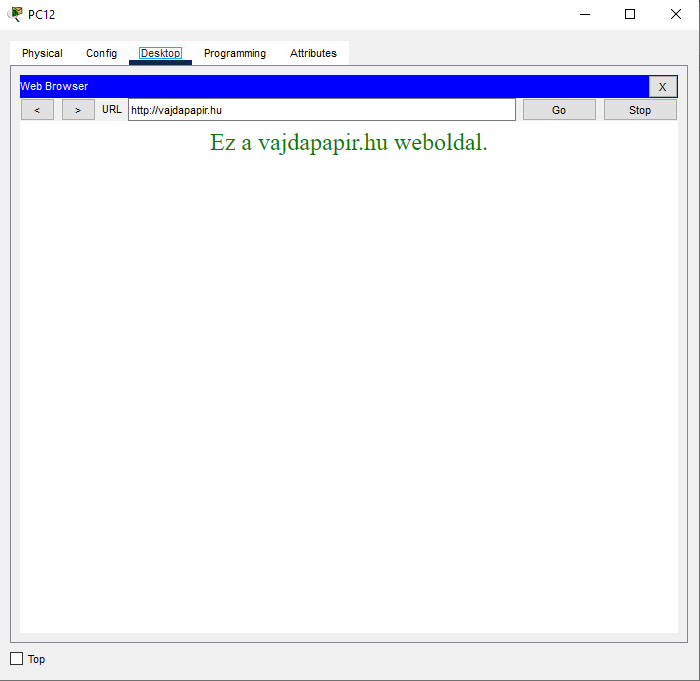 PC12
Physical Config Desktop Programming Attributes
Web Browser X
< > URL http://vajdapapir.hu Go Stop
Ez a vajdapapir.hu weboldal.
Top